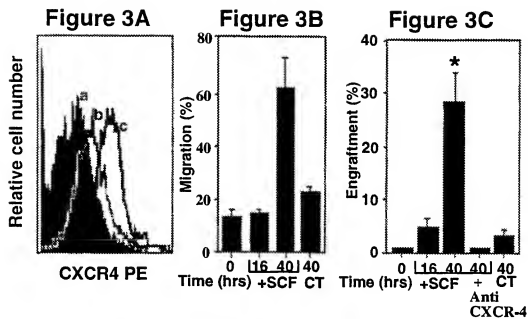 Figure 3A
Relative cell number
a
b
c
CXCR4 PE
Figure 3B
Migration (%)
80
60
40
20
0
0 16 40 40
Time (hrs) +SCF CT
Figure 3C
Engraftment (%)
40
30
20
10
0
*
0 16 40 40 40
Time (hrs) +SCF + CT
Anti
CXCR-4